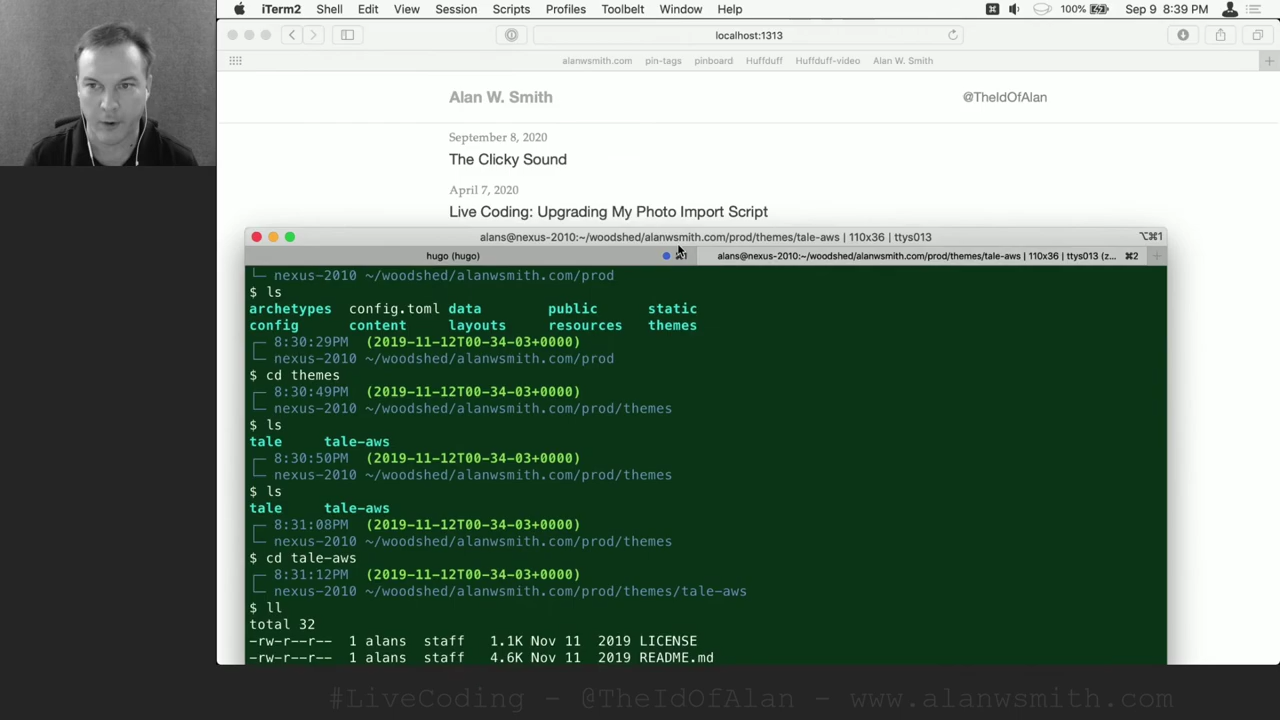 iTerm2 Shell Edit View Session Scripts Profiles Toolbelt Window Help 100% Sep 9 8:39 PM
localhost:1313
alanwsmith.com pin-tags pinboard Huffduff Huffduff-video Alan W. Smith
Alan W. Smith @TheIdOfAlan
September 8, 2020
The Clicky Sound
April 7, 2020
Live Coding: Upgrading My Photo Import Script
alans@nexus-2010:~/woodshed/alanwsmith.com/prod/themes/tale-aws | 110x36 | ttys013 ⌥⌘1
hugo (hugo) alans@nexus-2010:~/woodshed/alanwsmith.com/prod/themes/tale-aws | 110x36 | ttys013 (z... ⌘2
└─ nexus-2010 ~/woodshed/alanwsmith.com/prod
$ ls
archetypes config.toml data public static
config content layouts resources themes
┌─ 8:30:29PM (2019-11-12T00-34-03+0000)
└─ nexus-2010 ~/woodshed/alanwsmith.com/prod
$ cd themes
┌─ 8:30:49PM (2019-11-12T00-34-03+0000)
└─ nexus-2010 ~/woodshed/alanwsmith.com/prod/themes
$ ls
tale tale-aws
┌─ 8:30:50PM (2019-11-12T00-34-03+0000)
└─ nexus-2010 ~/woodshed/alanwsmith.com/prod/themes
$ ls
tale tale-aws
┌─ 8:31:08PM (2019-11-12T00-34-03+0000)
└─ nexus-2010 ~/woodshed/alanwsmith.com/prod/themes
$ cd tale-aws
┌─ 8:31:12PM (2019-11-12T00-34-03+0000)
└─ nexus-2010 ~/woodshed/alanwsmith.com/prod/themes/tale-aws
$ ll
total 32
-rw-r--r-- 1 alans staff 1.1K Nov 11 2019 LICENSE
-rw-r--r-- 1 alans staff 4.6K Nov 11 2019 README.md
#LiveCoding - @TheIdOfAlan - www.alanwsmith.com